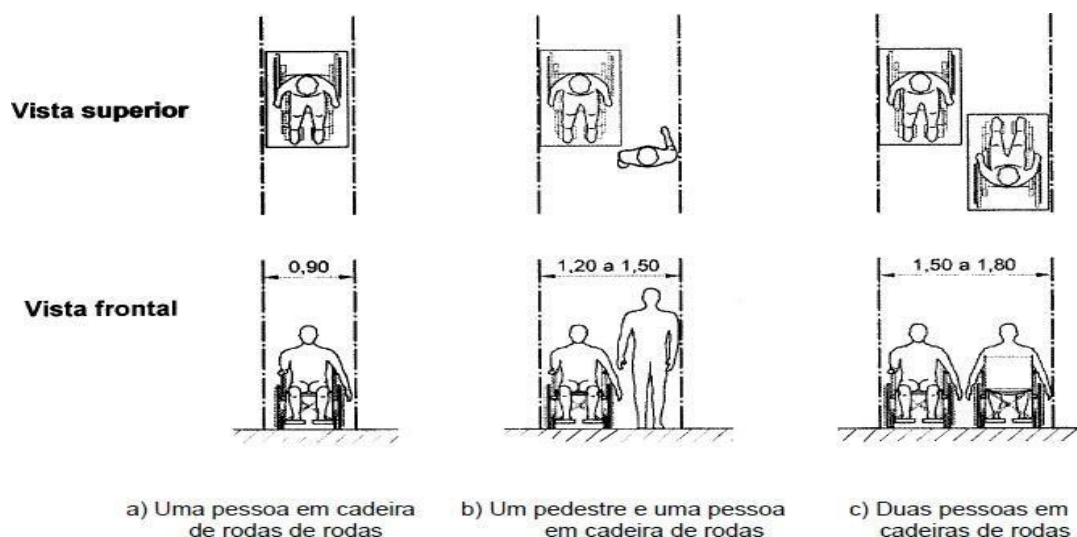 Vista superior
0,90
1,20 a 1,50
1,50 a 1,80
Vista frontal
a) Uma pessoa em cadeira
de rodas de rodas
b) Um pedestre e uma pessoa
em cadeira de rodas
c) Duas pessoas em
cadeiras de rodas